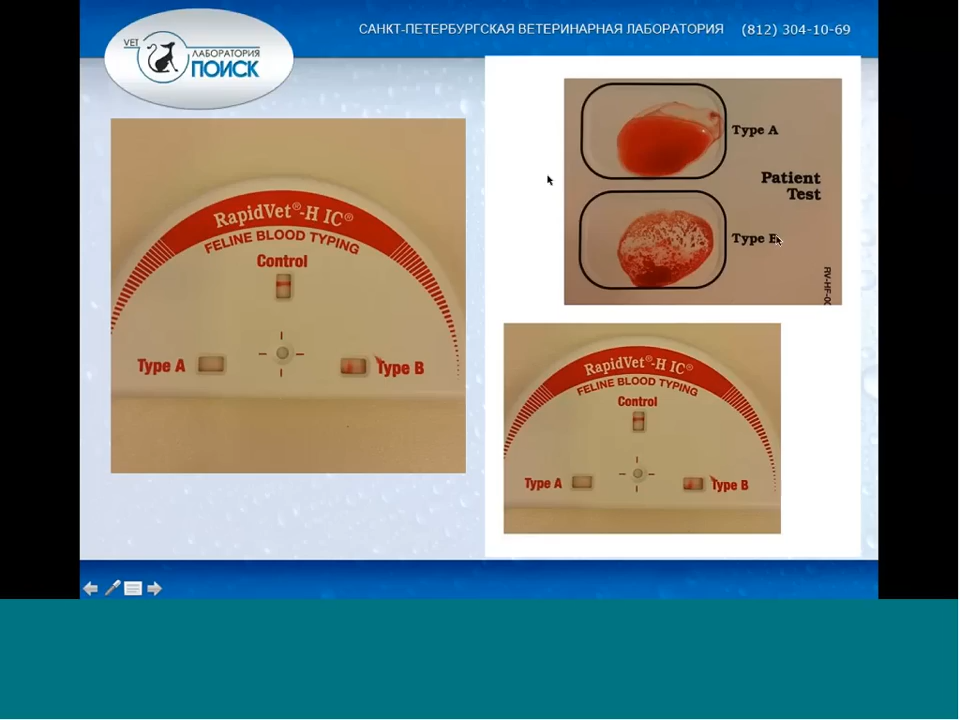 САНКТ-ПЕТЕРБУРГСКАЯ ВЕТЕРИНАРНАЯ ЛАБОРАТОРИЯ (812) 304-10-69
VET
ЛАБОРАТОРИЯ
ПОИСК
RapidVet®-H IC®
FELINE BLOOD TYPING
Control
Type A
Type B
Type A
Patient
Test
Type B
RapidVet®-H IC®
FELINE BLOOD TYPING
Control
Type A
Type B